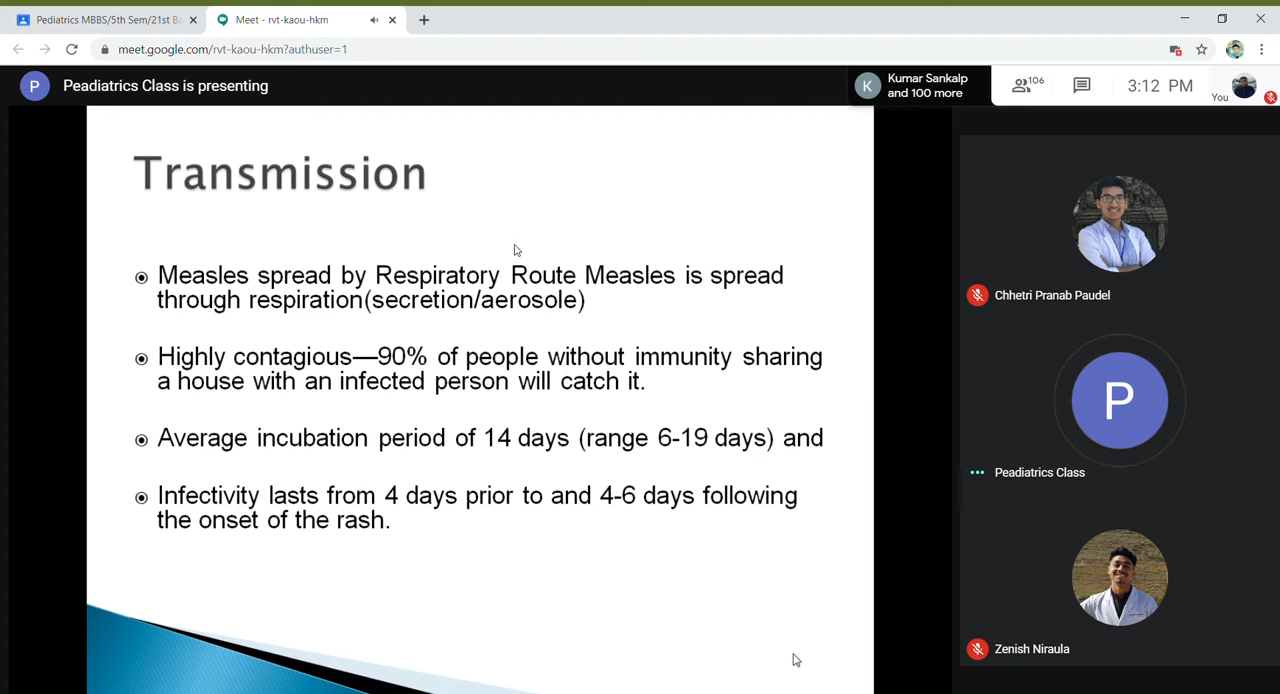 Pediatrics MBBS/5th Sem/21st B
Meet - rvt-kaou-hkm
meet.google.com/rvt-kaou-hkm?authuser=1
P
Peadiatrics Class is presenting
K
Kumar Sankalp
and 100 more
106
3:12 PM
You
Transmission
Measles spread by Respiratory Route Measles is spread
through respiration(secretion/aerosole)
Highly contagious—90% of people without immunity sharing
a house with an infected person will catch it.
Average incubation period of 14 days (range 6-19 days) and
Infectivity lasts from 4 days prior to and 4-6 days following
the onset of the rash.
Chhetri Pranab Paudel
P
Peadiatrics Class
Zenish Niraula